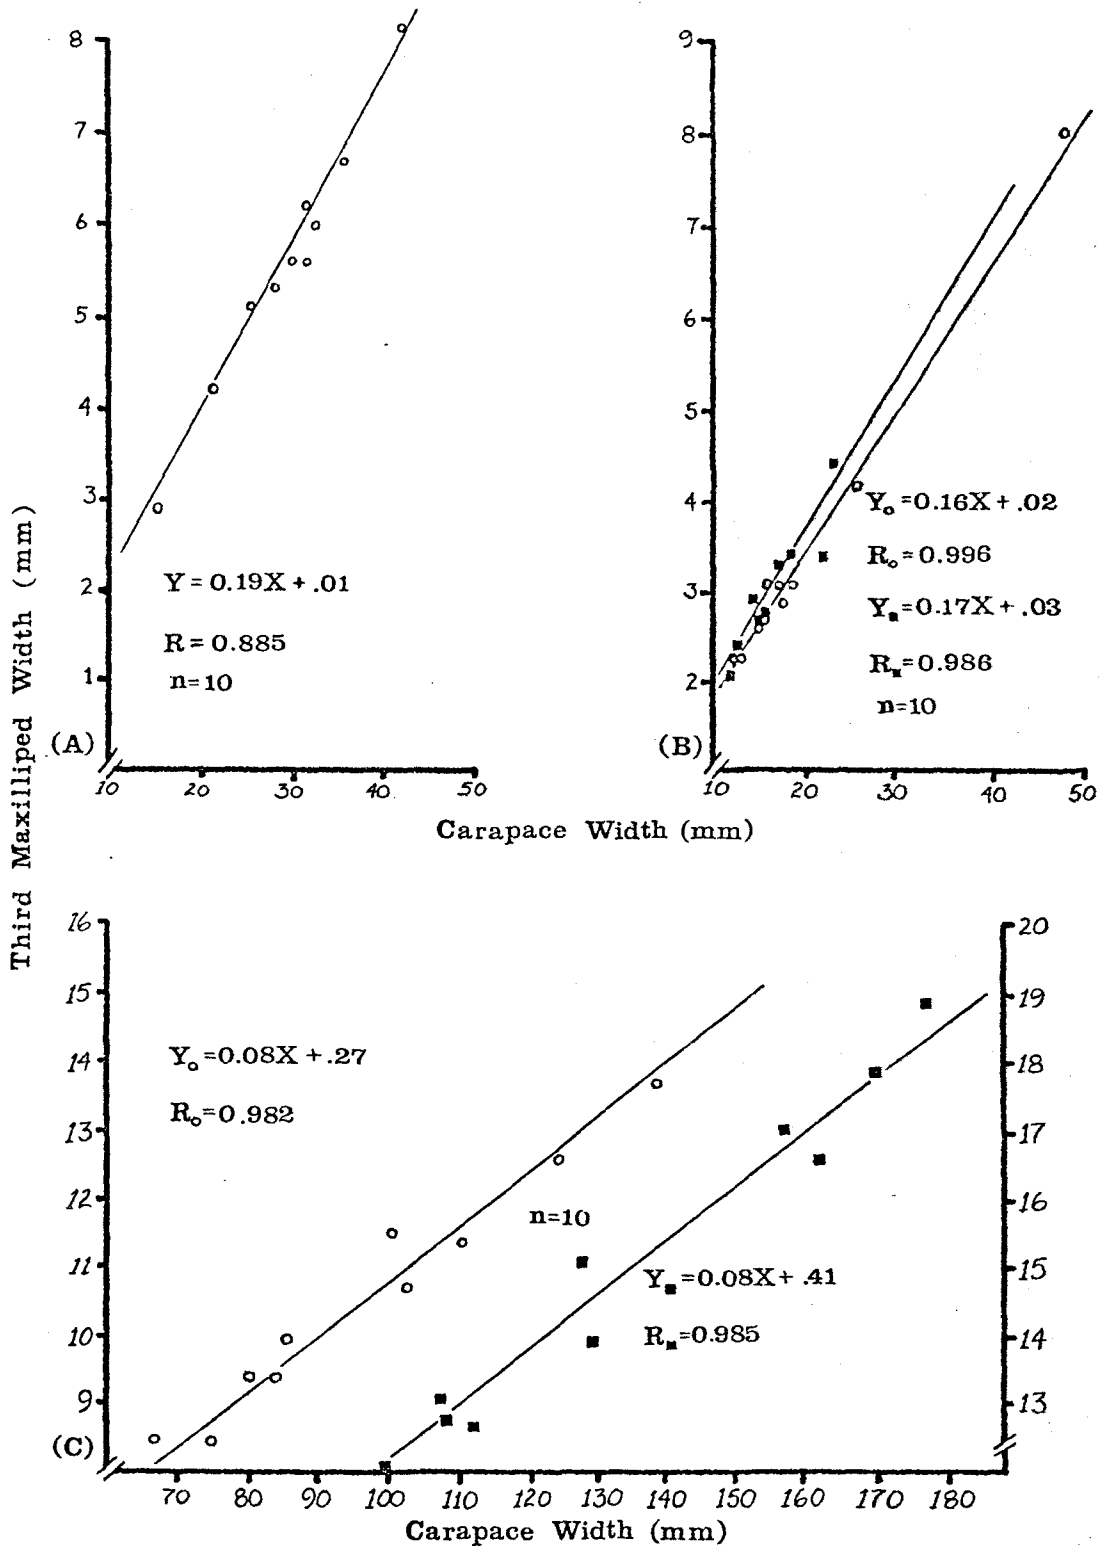 Third Maxilliped Width (mm)
8
7
6
5
4
3
2
1
Y = 0.19X + .01
R = 0.885
n=10
(A)
10 20 30 40 50
9
8
7
6
5
4
3
2
Yo =0.16X + .02
Ro =0.996
Y■ =0.17X + .03
R■ =0.986
n=10
(B)
10 20 30 40 50
Carapace Width (mm)
16
15
14
13
12
11
10
9
Yo =0.08X + .27
Ro =0.982
n=10
Y■ =0.08X + .41
R■ =0.985
20
19
18
17
16
15
14
13
(C)
70 80 90 100 110 120 130 140 150 160 170 180
Carapace Width (mm)